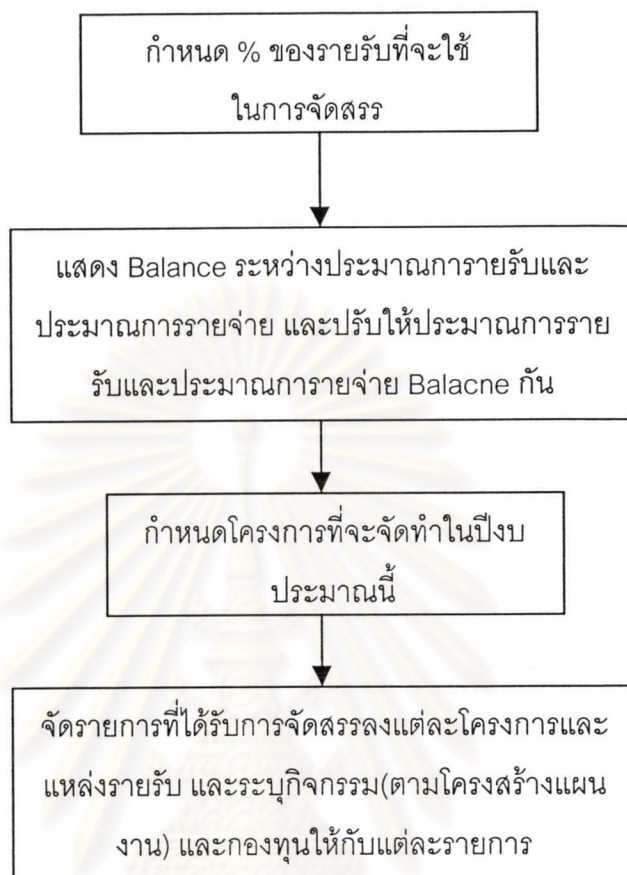 กำหนด % ของรายรับที่จะใช้
ในการจัดสรร
แสดง Balance ระหว่างประมาณการายรับและ
ประมาณการรายจ่าย และปรับให้ประมาณการราย
รับและประมาณการายจ่าย Balacne กัน
กำหนดโครงการที่จะจัดทำในปีงบ
ประมาณนี้
จัดรายการที่ได้รับการจัดสรรลงแต่ละโครงการและ
แหล่งรายรับ และระบุกิจกรรม(ตามโครงสร้างแผน
งาน) และกองทุนให้กับแต่ละรายการ